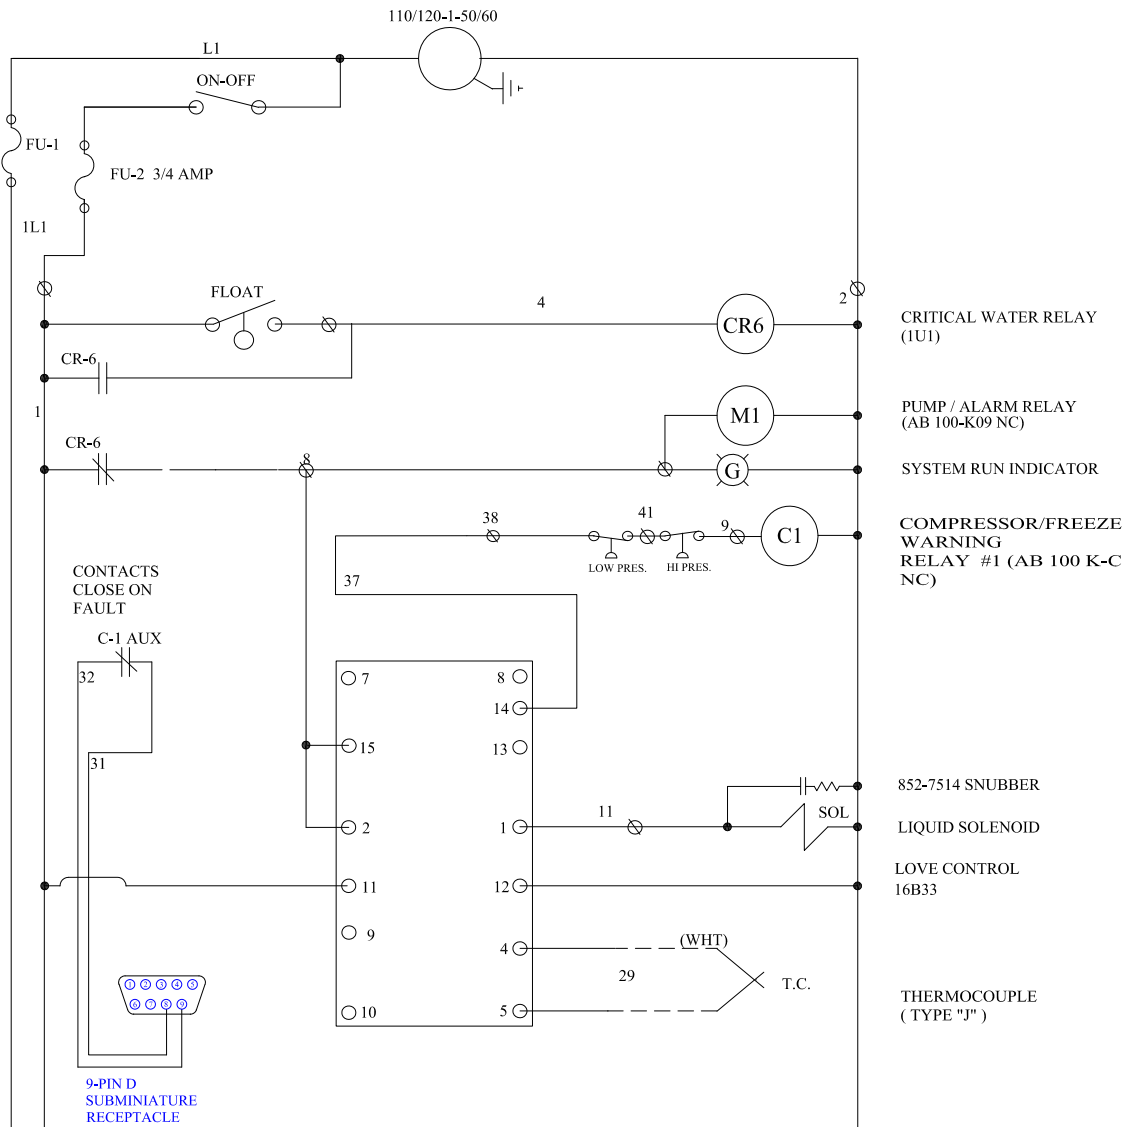 110/120-1-50/60
L1
ON-OFF
FU-1
FU-2 3/4 AMP
1L1
FLOAT
4
2
CR6
CRITICAL WATER RELAY
(1U1)
CR-6
1
M1
PUMP / ALARM RELAY
(AB 100-K09 NC)
CR-6
8
G
SYSTEM RUN INDICATOR
38
41
9
C1
LOW PRES.
HI PRES.
COMPRESSOR/FREEZE
WARNING
RELAY #1 (AB 100 K-C
NC)
37
CONTACTS
CLOSE ON
FAULT
C-1 AUX
32
31
7
8
14
15
13
2
1
11
12
9
4
10
5
11
SOL
852-7514 SNUBBER
LIQUID SOLENOID
LOVE CONTROL
16B33
(WHT)
29
T.C.
THERMOCOUPLE
( TYPE "J" )
1 2 3 4 5
6 7 8 9
9-PIN D
SUBMINIATURE
RECEPTACLE